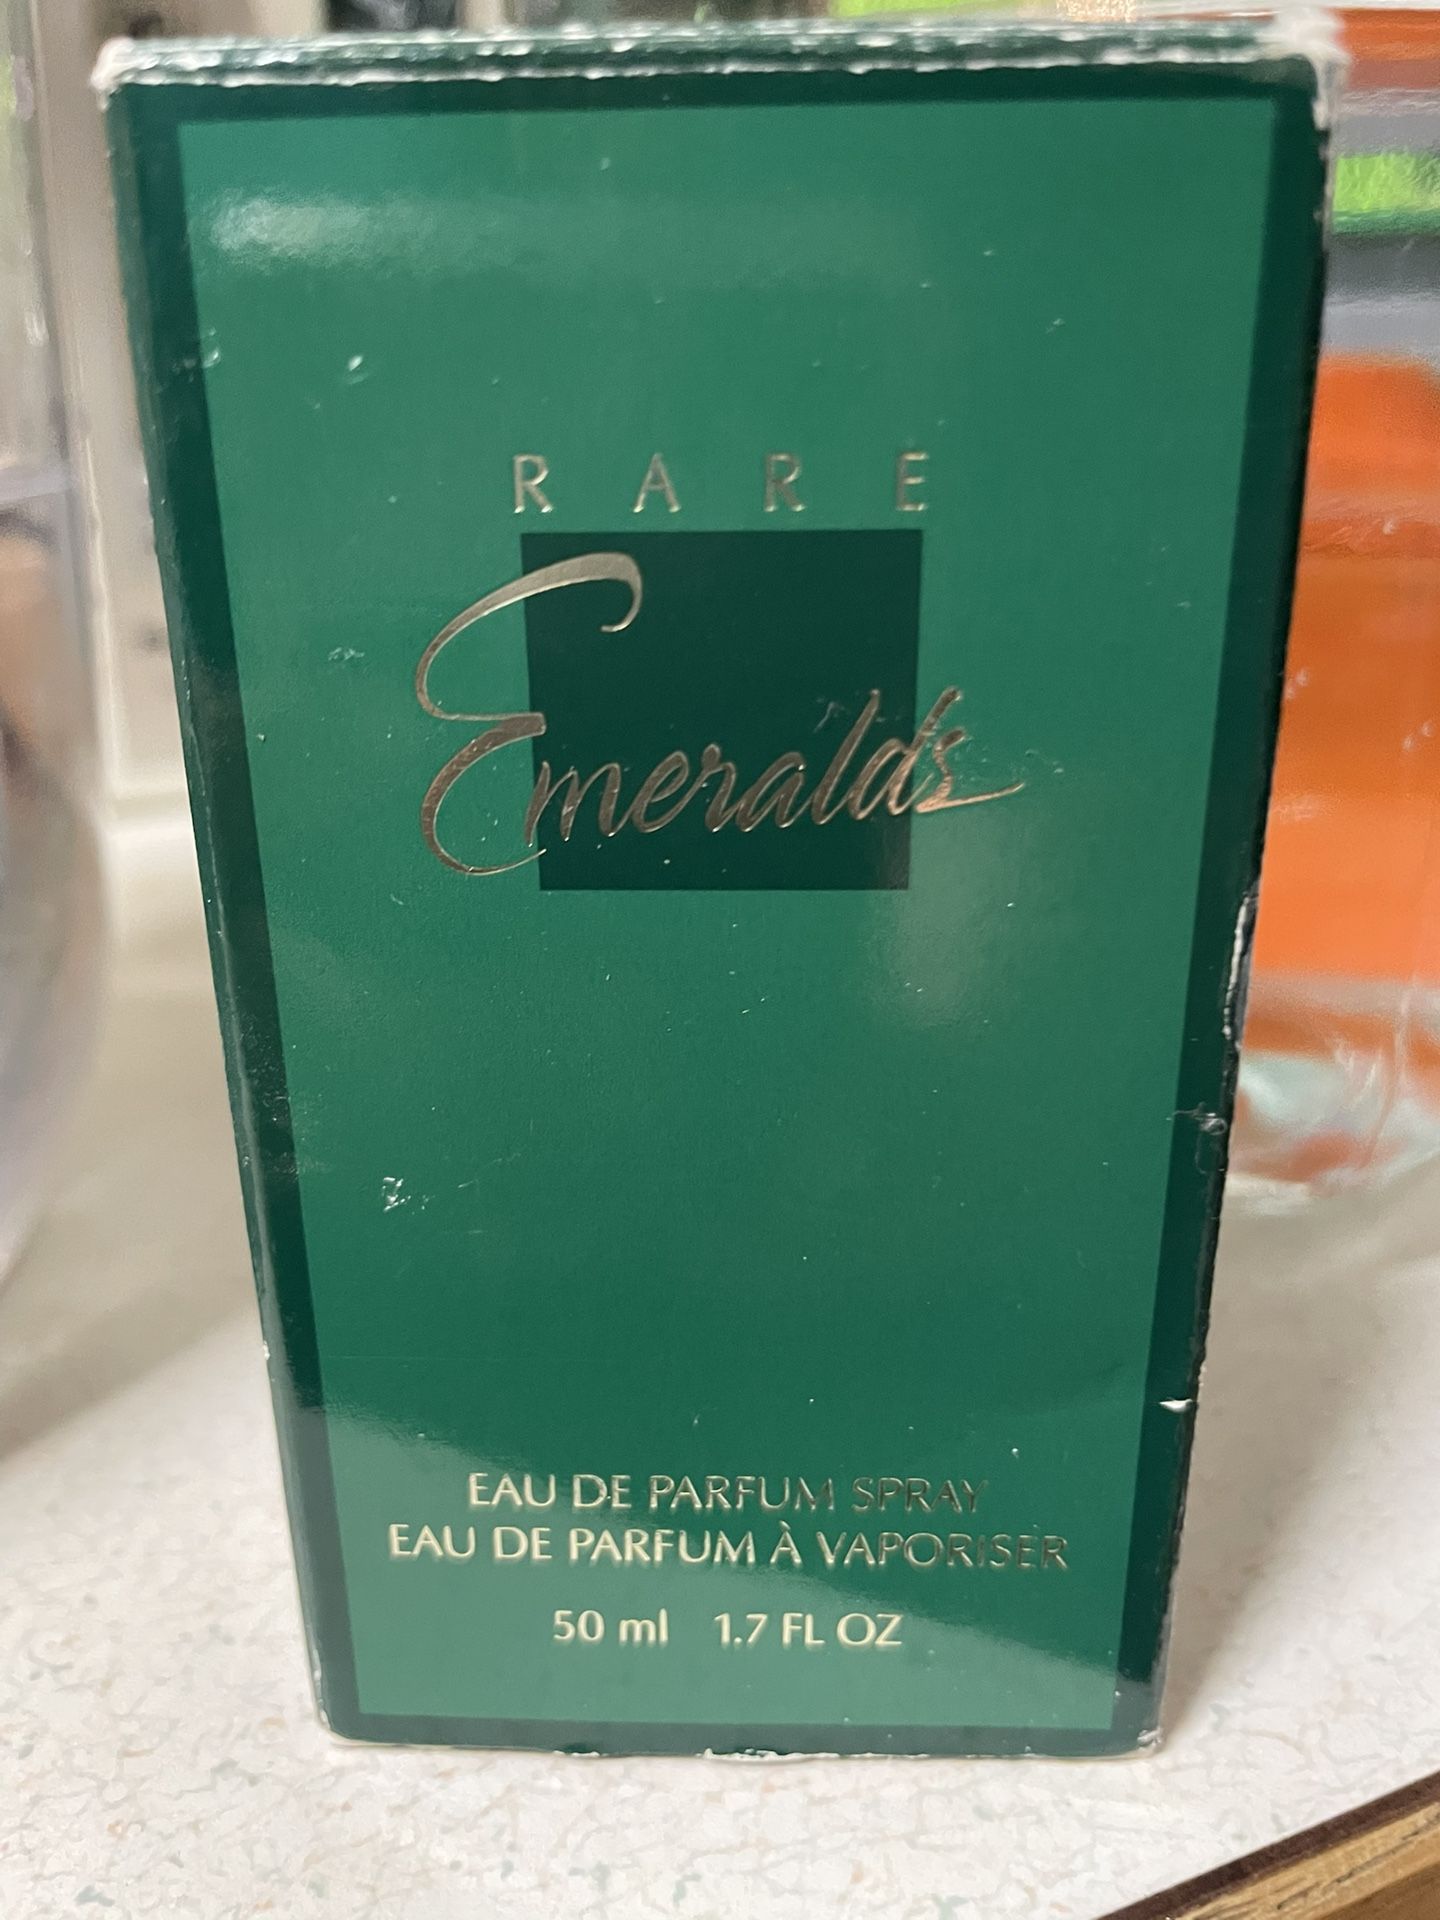 RARE
Emeralds
EAU DE PARFUM SPRAY
EAU DE PARFUM À VAPORISER
50 ml 1.7 FL OZ